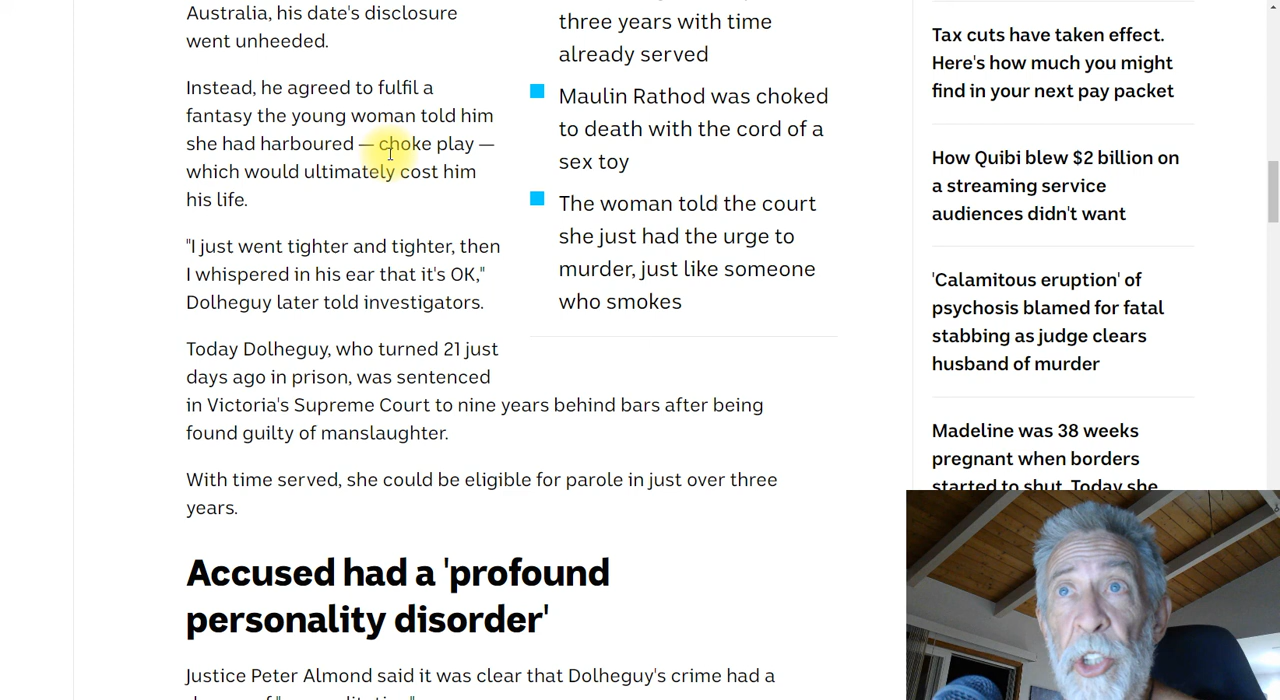 Australia, his date's disclosure
went unheeded.
Instead, he agreed to fulfil a
fantasy the young woman told him
she had harboured — choke play —
which would ultimately cost him
his life.
"I just went tighter and tighter, then
I whispered in his ear that it's OK,"
Dolheguy later told investigators.
Today Dolheguy, who turned 21 just
days ago in prison, was sentenced
in Victoria's Supreme Court to nine years behind bars after being
found guilty of manslaughter.
With time served, she could be eligible for parole in just over three
years.
Accused had a 'profound
personality disorder'
Justice Peter Almond said it was clear that Dolheguy's crime had a
three years with time
already served
Maulin Rathod was choked
to death with the cord of a
sex toy
The woman told the court
she just had the urge to
murder, just like someone
who smokes
Tax cuts have taken effect.
Here's how much you might
find in your next pay packet
How Quibi blew $2 billion on
a streaming service
audiences didn't want
'Calamitous eruption' of
psychosis blamed for fatal
stabbing as judge clears
husband of murder
Madeline was 38 weeks
pregnant when borders
started to shut. Today she